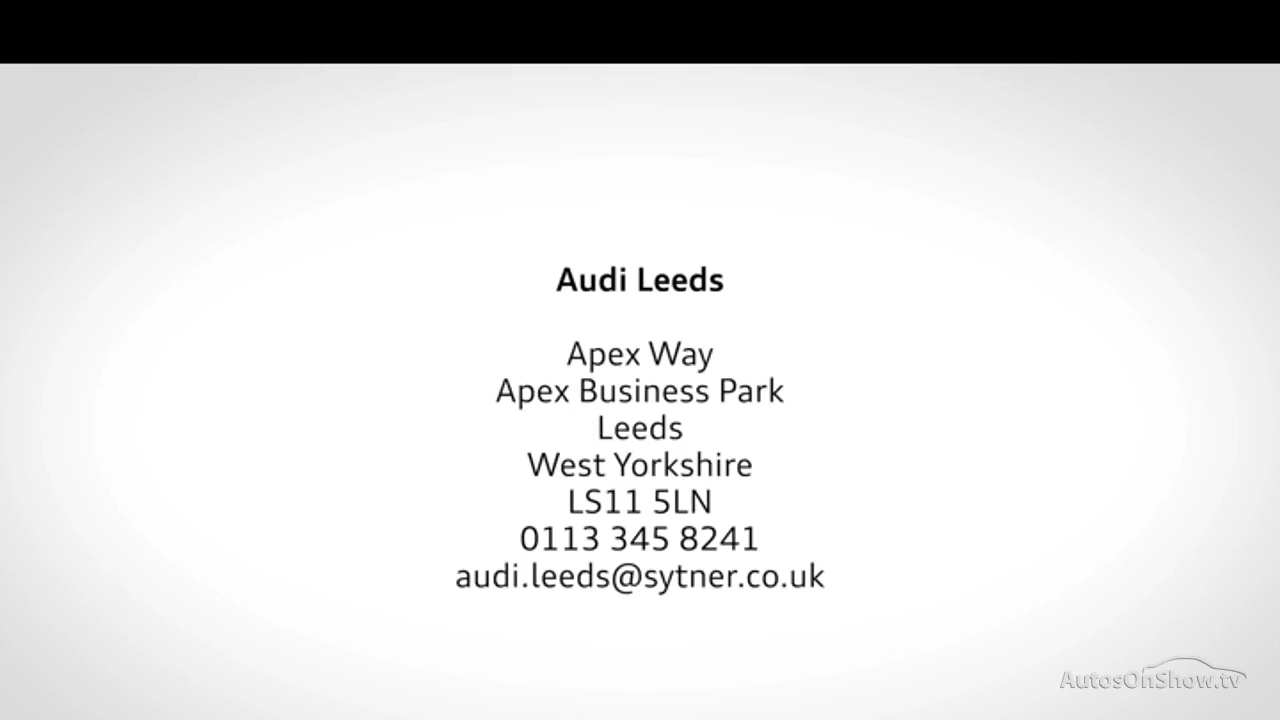 Audi Leeds
Apex Way
Apex Business Park
Leeds
West Yorkshire
LS11 5LN
0113 345 8241
audi.leeds@sytner.co.uk
AutosOnShow.tv